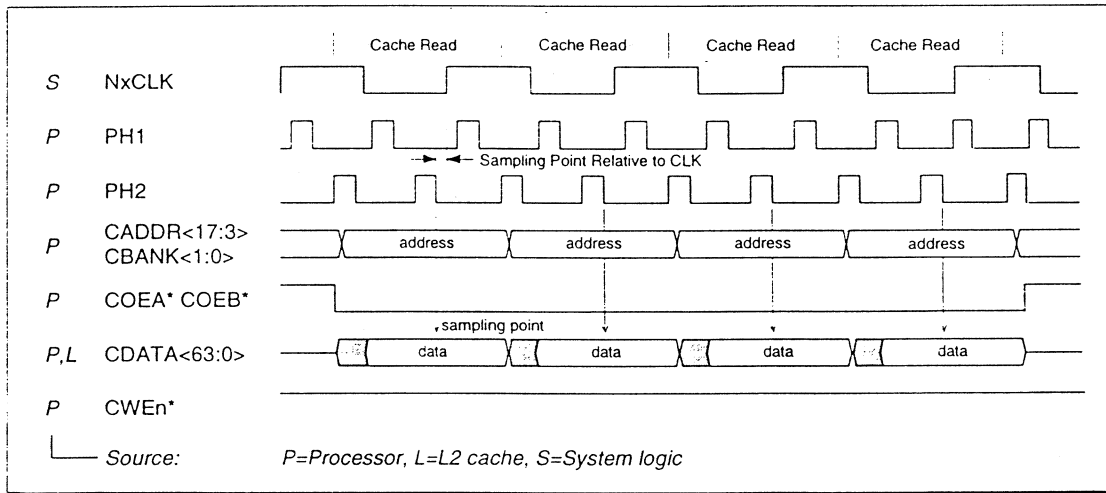 Cache Read Cache Read Cache Read Cache Read
S NxCLK
P PH1
Sampling Point Relative to CLK
P PH2
P CADDR<17:3>
CBANK<1:0>
address address address address
P COEA* COEB*
sampling point
P,L CDATA<63:0> data data data data
P CWEn*
Source: P=Processor, L=L2 cache, S=System logic